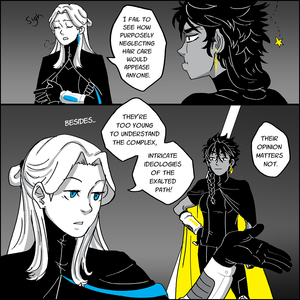 Sigh
I FAIL TO
SEE HOW
PURPOSELY
NEGLECTING
HAIR CARE
WOULD
APPEASE
ANYONE.
BESIDES...
THEY'RE
TOO YOUNG
TO UNDERSTAND
THE COMPLEX,
INTRICATE
IDEOLOGIES
OF THE
EXALTED
PATH!
THEIR
OPINION
MATTERS
NOT.